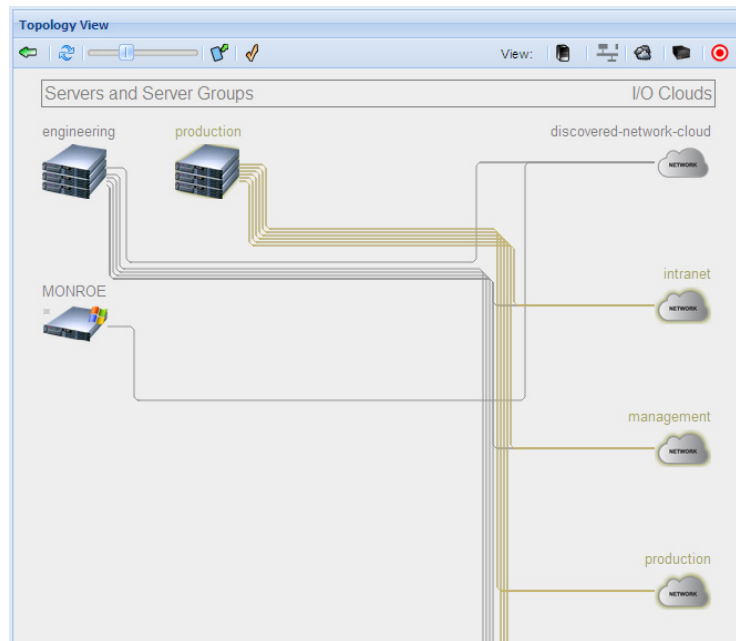 Topology View
View:
Servers and Server Groups I/O Clouds
engineering production discovered-network-cloud
NETWORK
intranet
NETWORK
MONROE
management
NETWORK
production
NETWORK